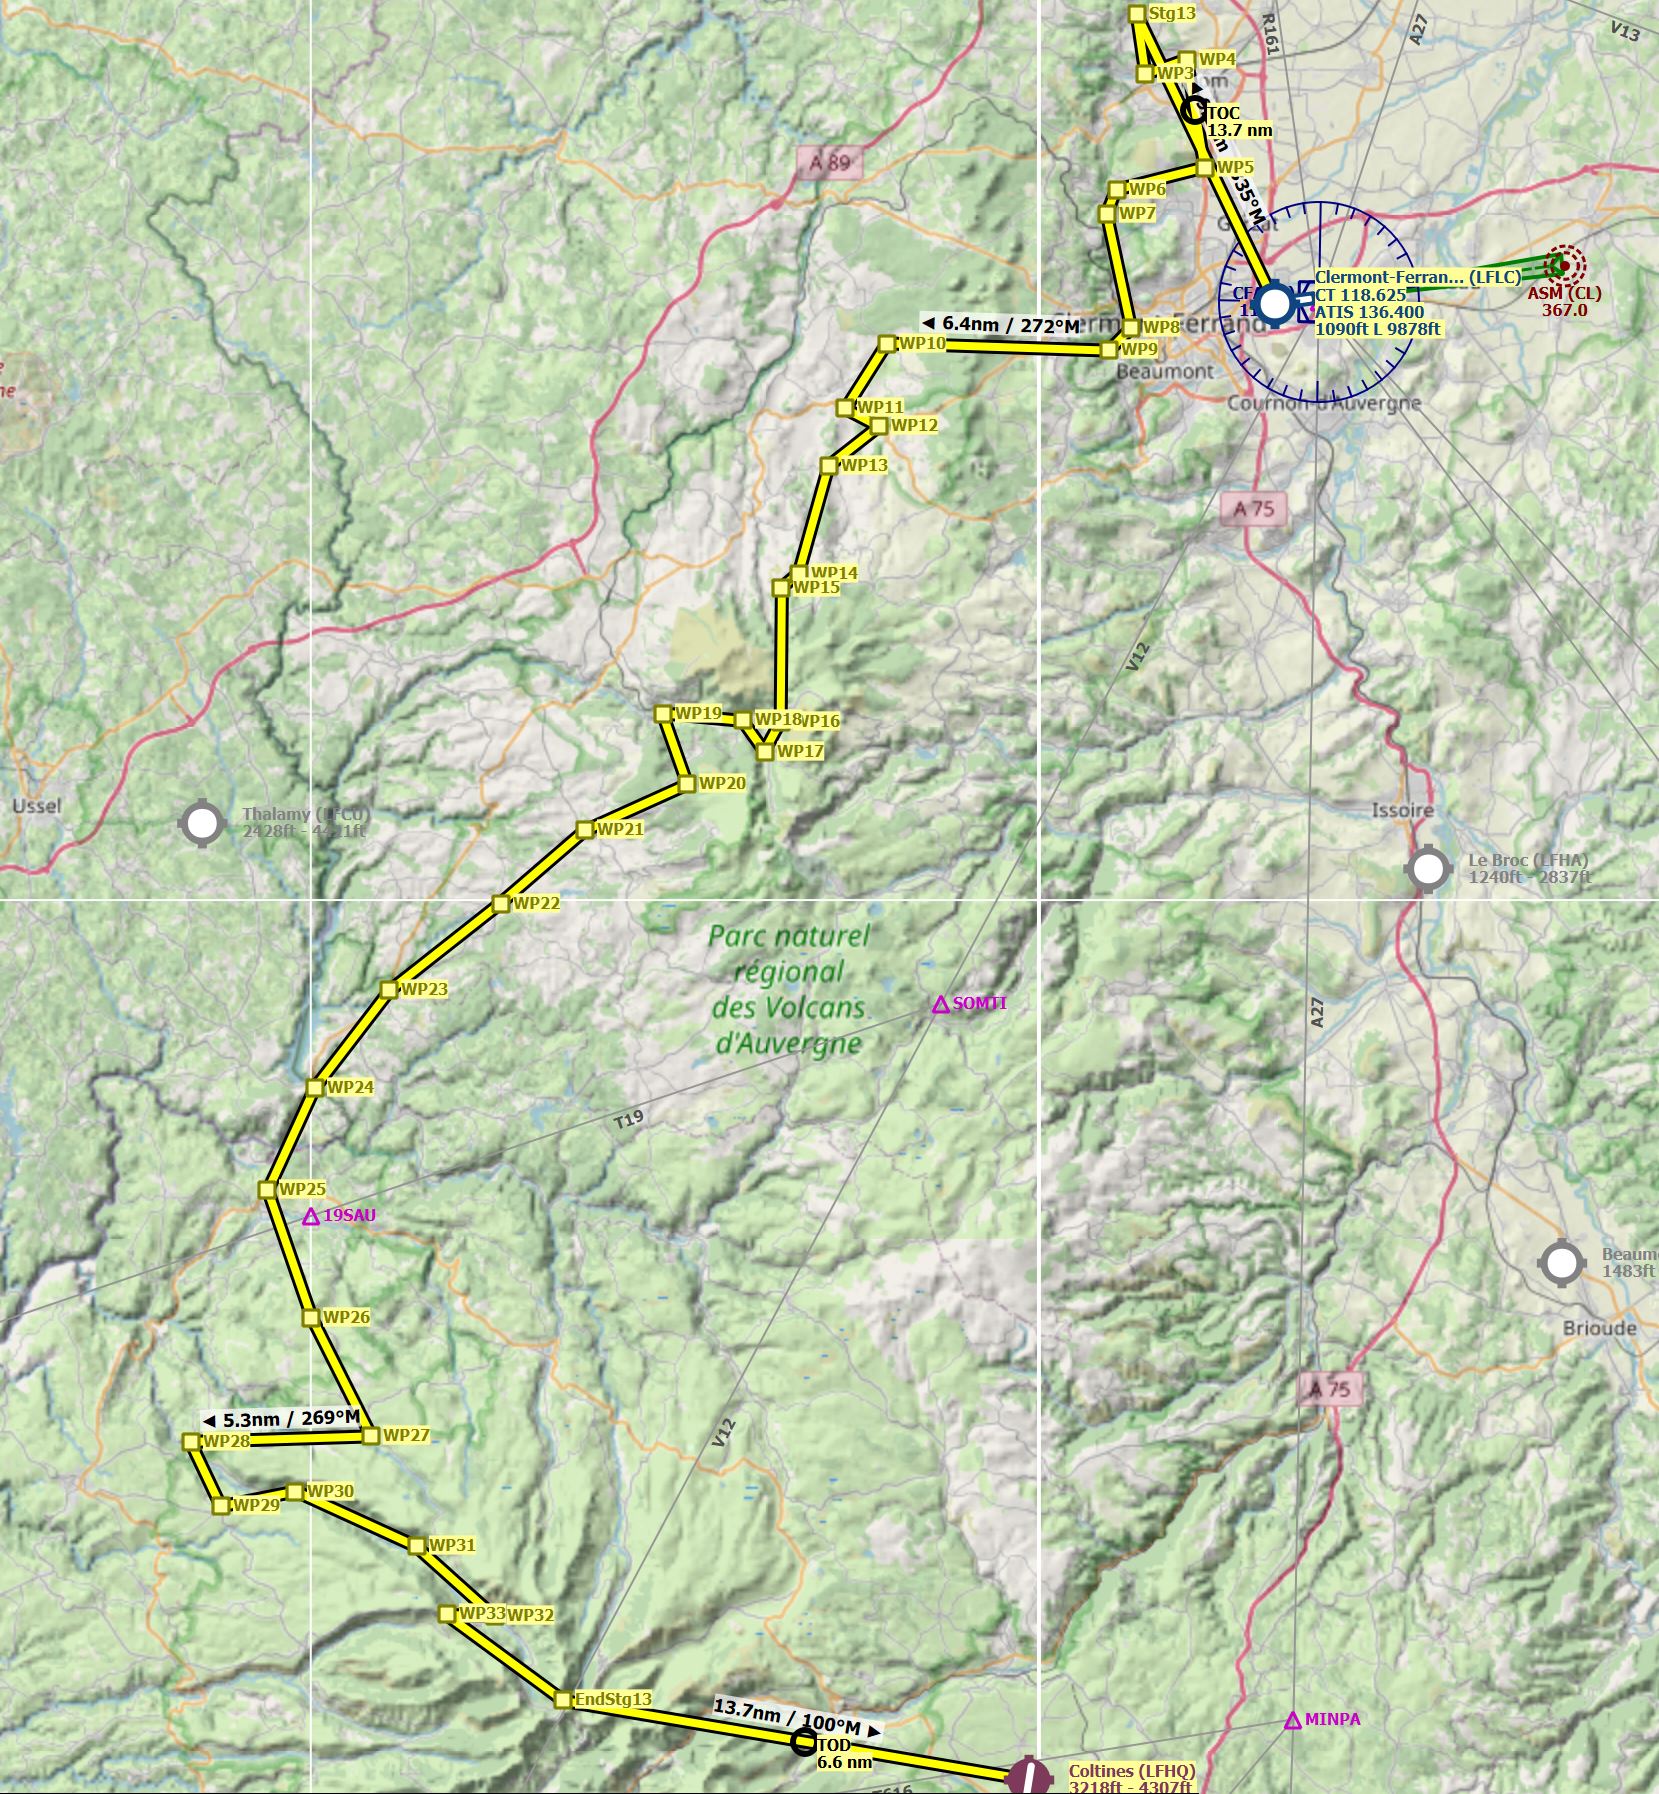 Stg13
R161
A27
V13
WP4
WP3
TOC
13.7 nm
A 89
WP5
35°M
WP6
WP7
Clermont-Ferran... (LFLC)
CT 118.625
ATIS 136.400
1090ft L 9878ft
ASM (CL)
367.0
6.4nm / 272°M
WP8
WP10
WP9
Beaumont
Cournon-d'Auvergne
WP11
WP12
WP13
A 75
WP14
WP15
V12
WP19
WP18
WP16
WP17
WP20
Ussel
Thalamy (LFCU)
Issoire
WP21
Le Broc (LFHA)
1240ft - 2837ft
WP22
Parc naturel
régional
des Volcans
d'Auvergne
WP23
SOMTI
A27
WP24
T19
WP25
19SAU
Beaum
1483ft
WP26
Brioude
A 75
5.3nm / 269°M
WP28
WP27
V12
WP30
WP29
WP31
WP33
WP32
EndStg13
13.7nm / 100°M
MINPA
TOD
6.6 nm
Coltines (LFHQ)
3218ft - 4307ft